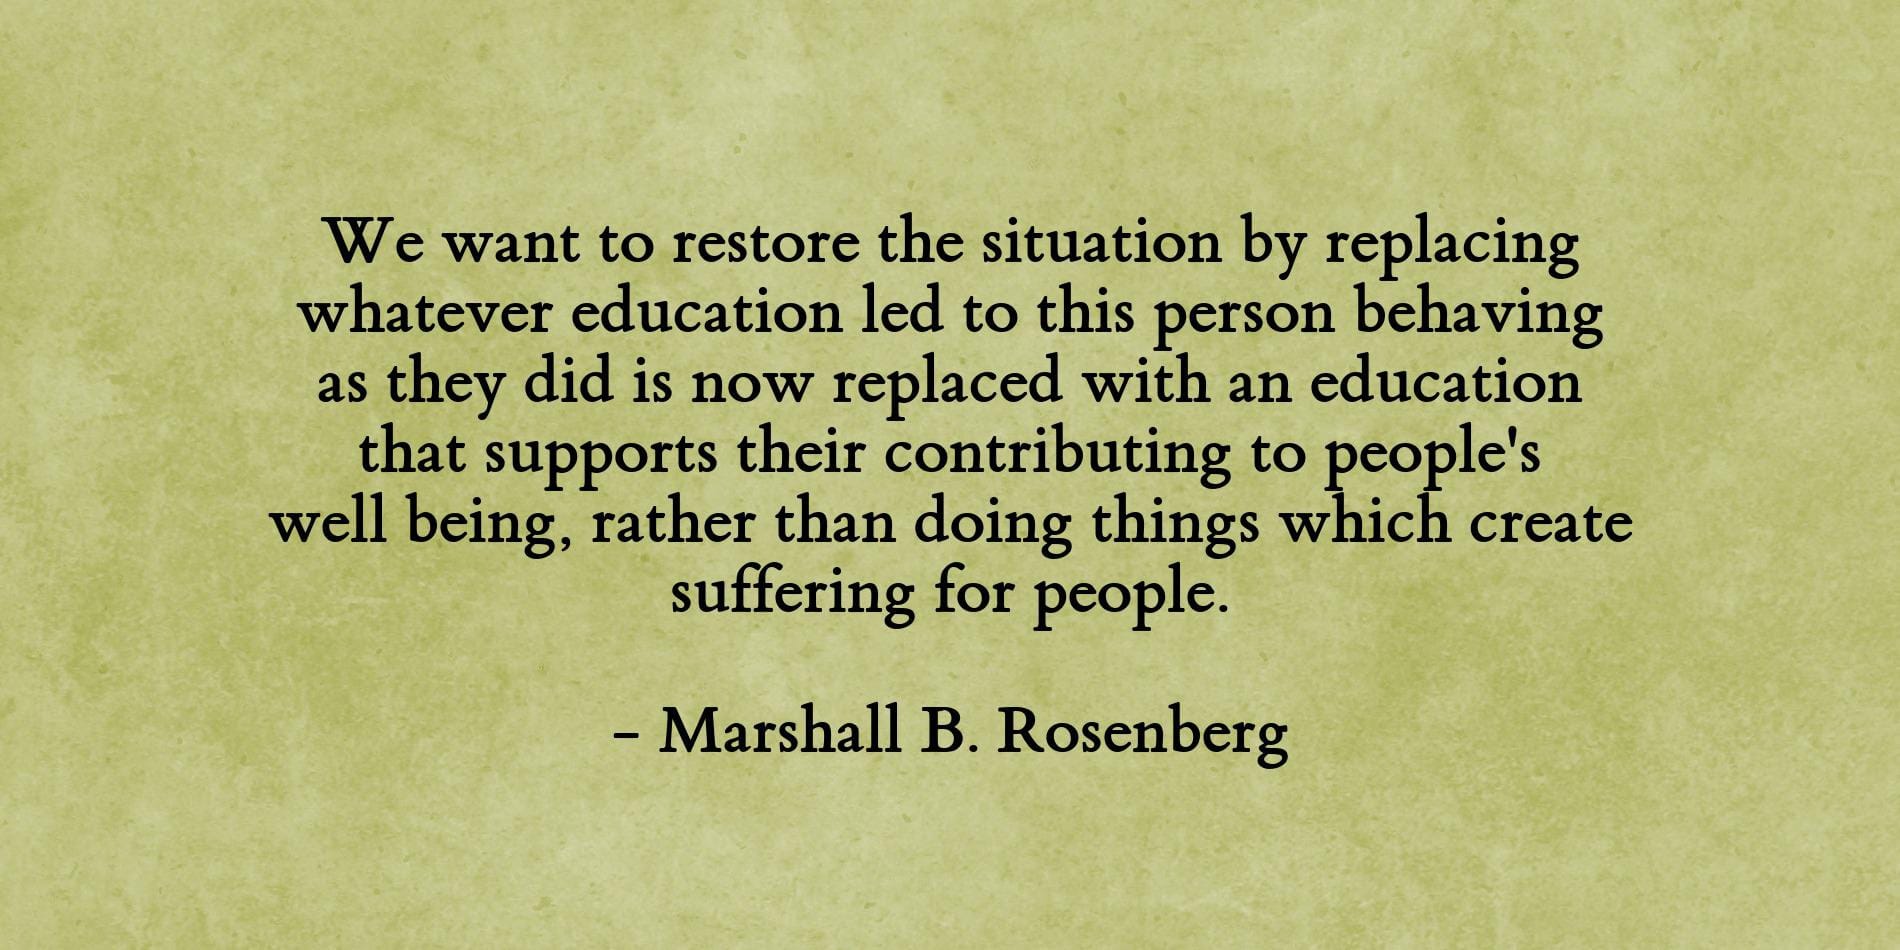 We want to restore the situation by replacing
whatever education led to this person behaving
as they did is now replaced with an education
that supports their contributing to people's
well being, rather than doing things which create
suffering for people.
– Marshall B. Rosenberg